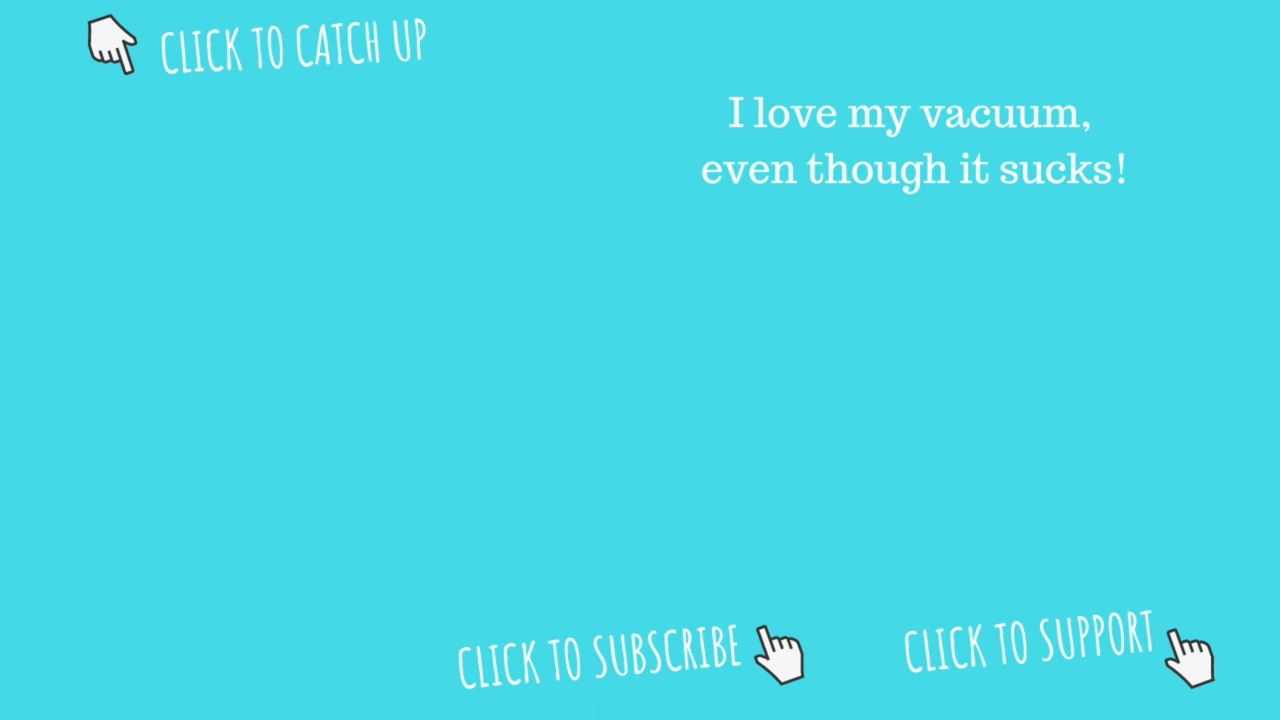 CLICK TO CATCH UP
I love my vacuum,
even though it sucks!
CLICK TO SUBSCRIBE
CLICK TO SUPPORT